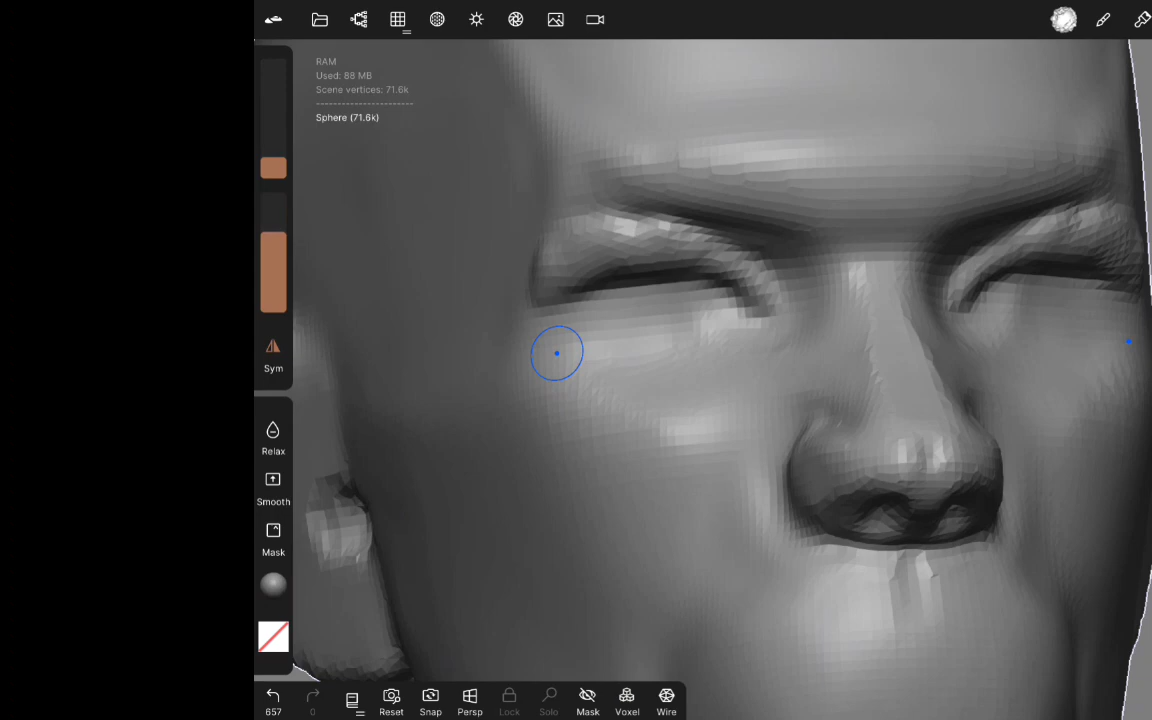 RAM
Used: 88 MB
Scene vertices: 71.6k
------------------------
Sphere (71.6k)
Sym
Relax
Smooth
Mask
657
0
Reset
Snap
Persp
Lock
Solo
Mask
Voxel
Wire